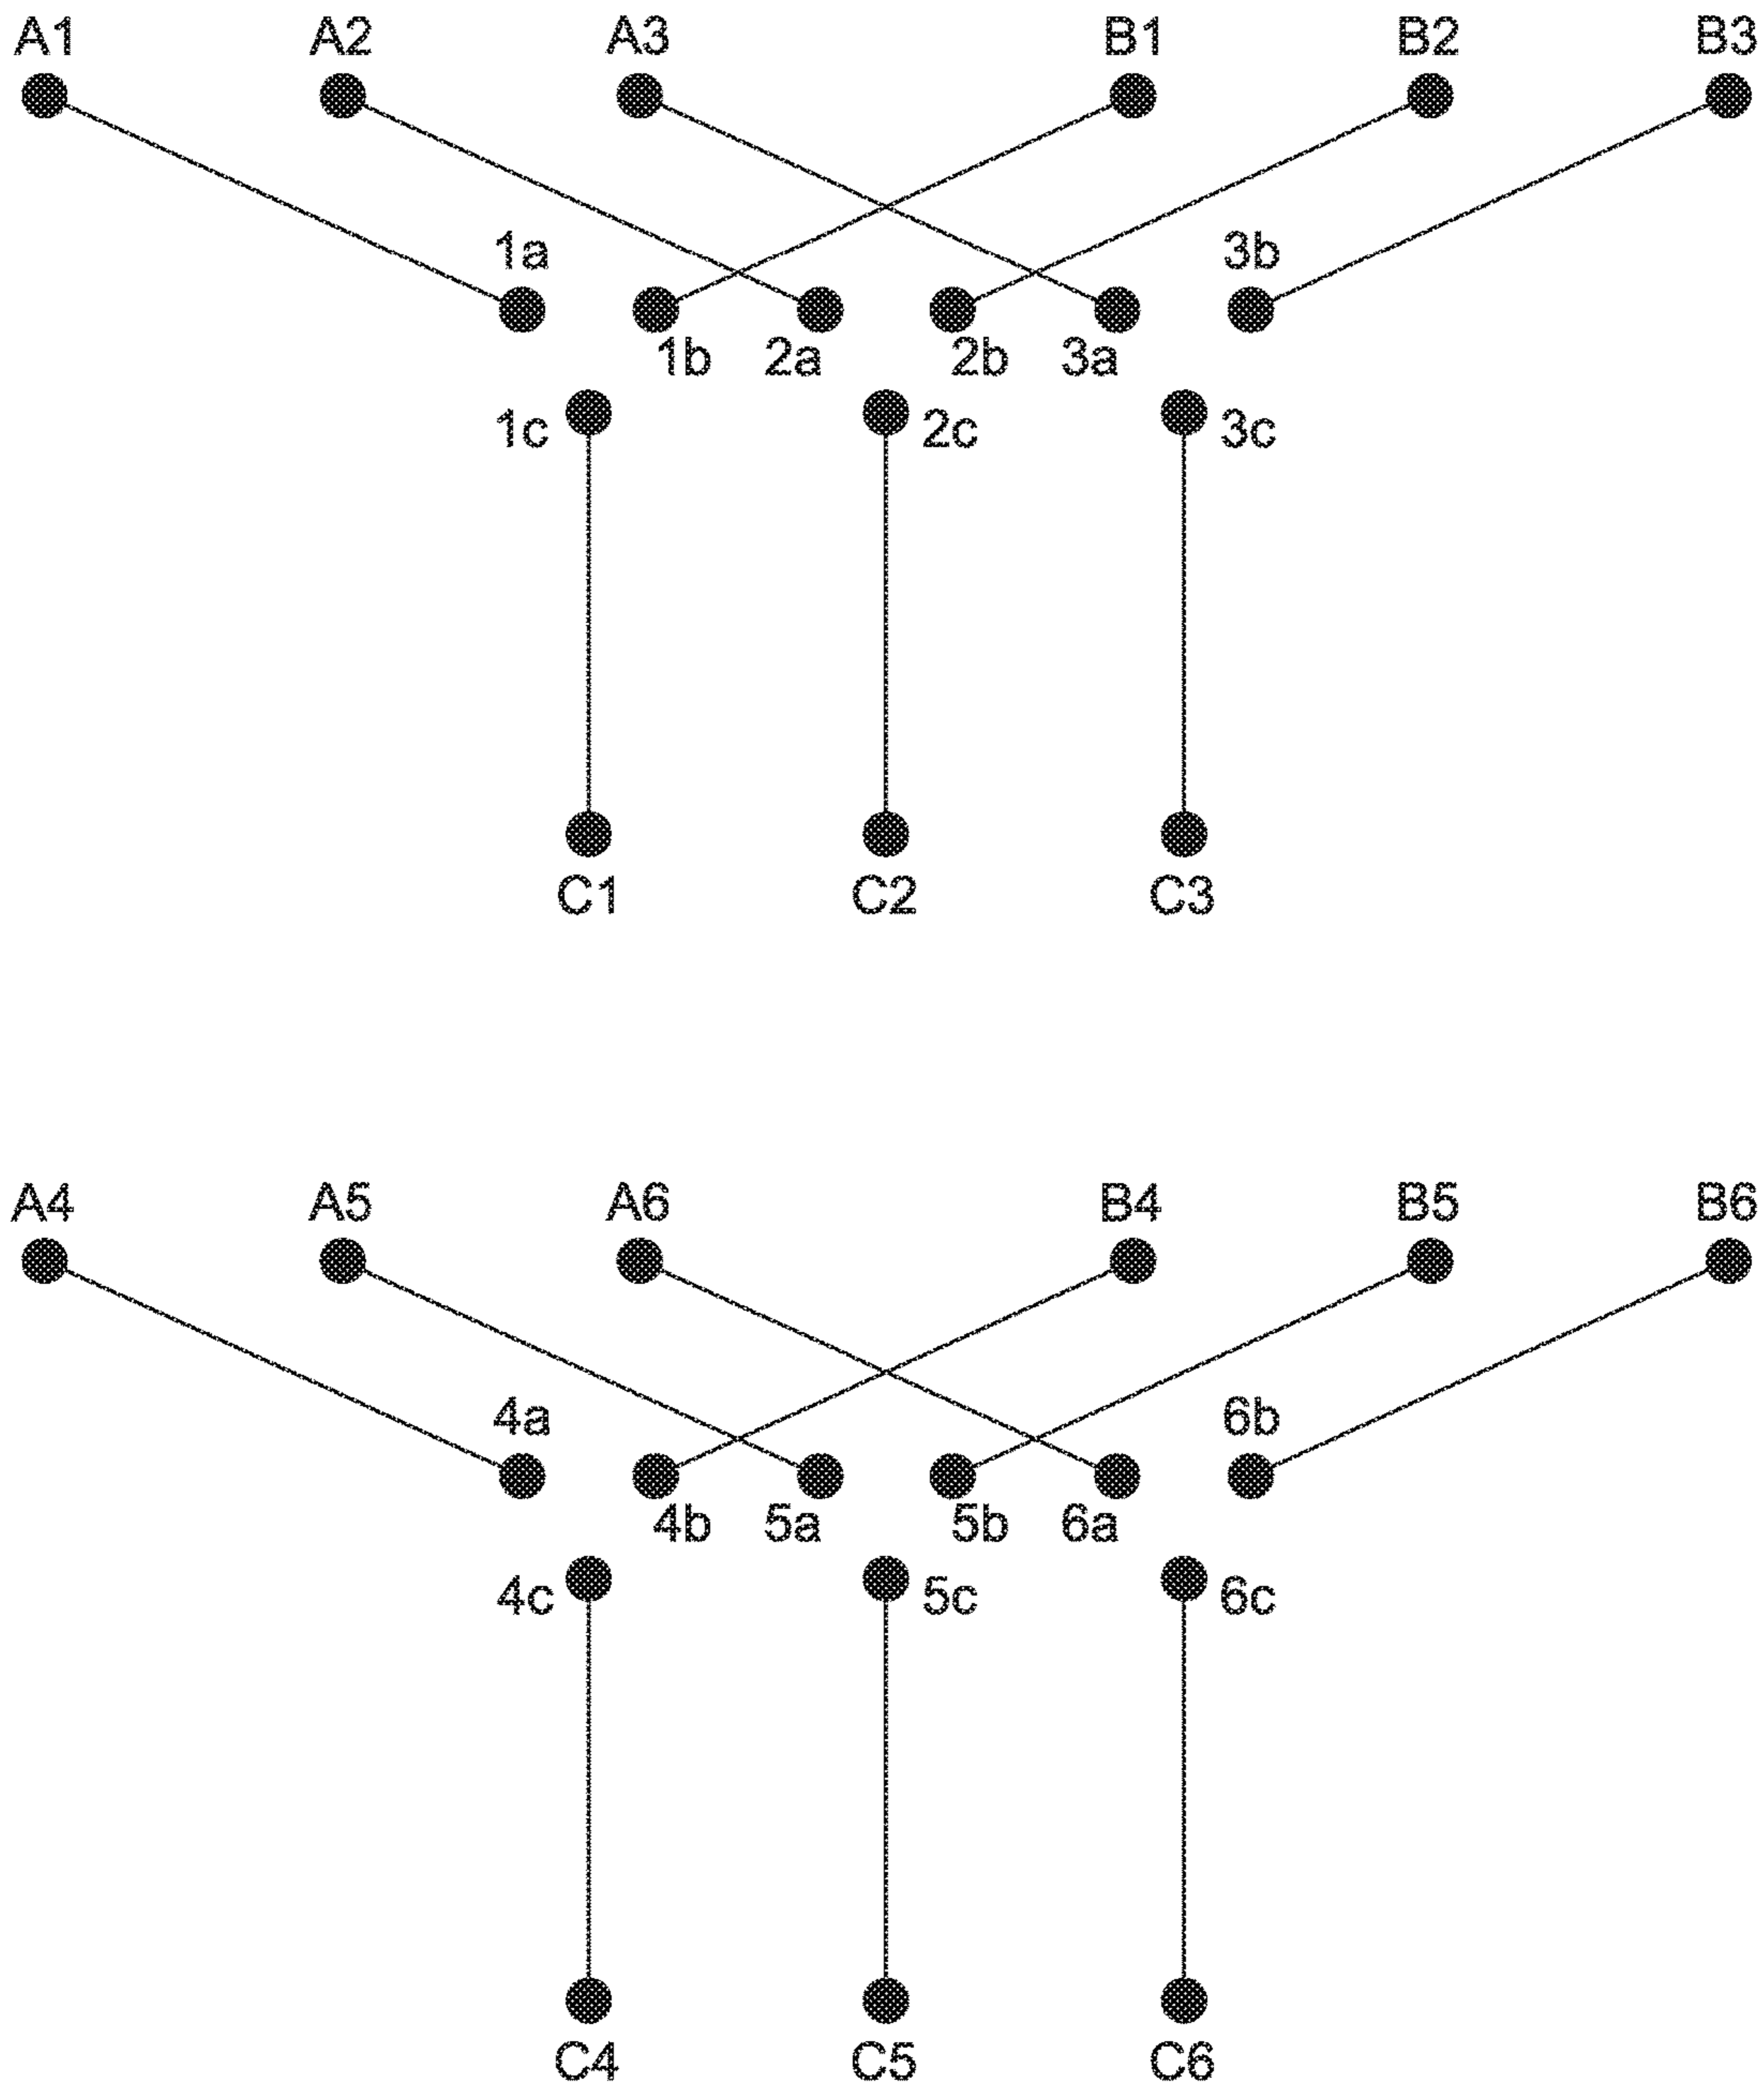 A1 A2 A3 B1 B2 B3
1a 3b
1b 2a 2b 3a
1c 2c 3c
C1 C2 C3
A4 A5 A6 B4 B5 B6
4a 6b
4b 5a 5b 6a
4c 5c 6c
C4 C5 C6